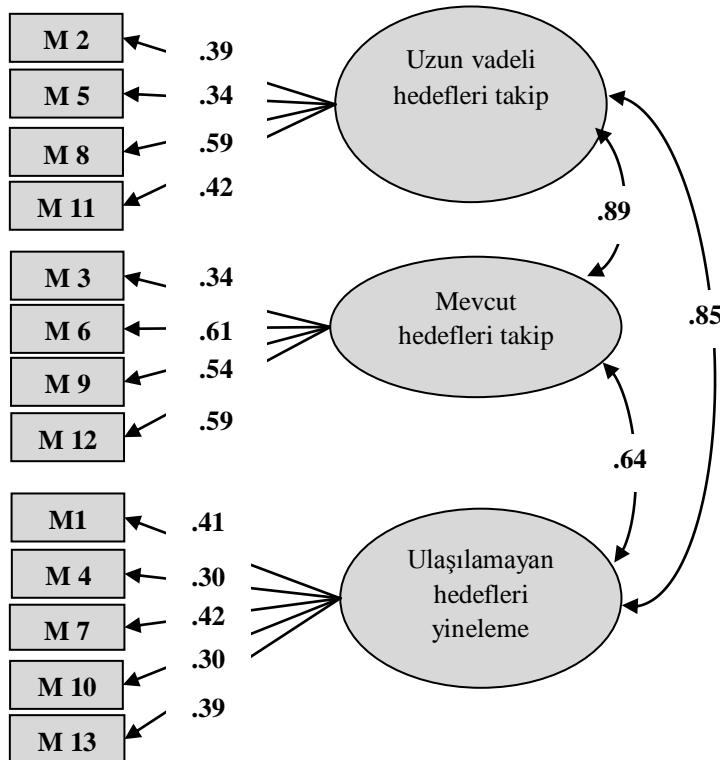 M 2
.39
M 5
.34
M 8
.59
M 11
.42
Uzun vadeli
hedefleri takip
.89
.85
M 3
.34
M 6
.61
M 9
.54
M 12
.59
Mevcut
hedefleri takip
.64
M1
.41
M 4
.30
M 7
.42
M 10
.30
M 13
.39
Ulaşılamayan
hedefleri
yineleme